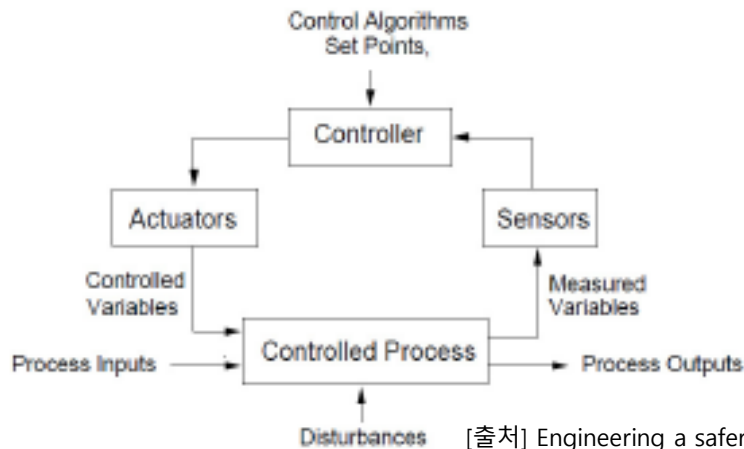 Control Algorithms
Set Points,
Controller
Actuators
Sensors
Controlled
Variables
Measured
Variables
Controlled Process
Process Inputs
Process Outputs
Disturbances
[출처] Engineering a safer